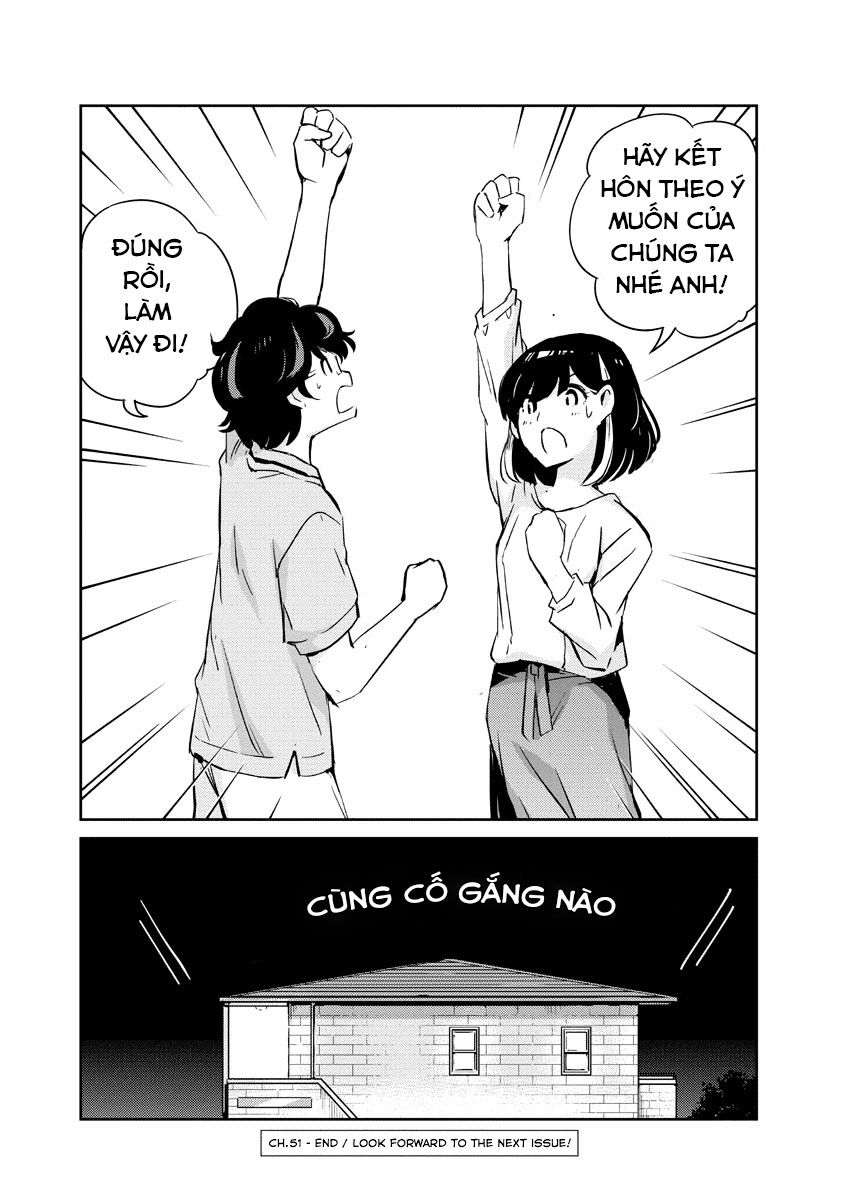 HÃY KẾT
HÔN THEO Ý
MUỐN CỦA
CHÚNG TA
NHÉ ANH!
ĐÚNG
RỒI,
LÀM
VẬY ĐI!
CÙNG CỐ GẮNG NÀO
CH.51 - END / LOOK FORWARD TO THE NEXT ISSUE!